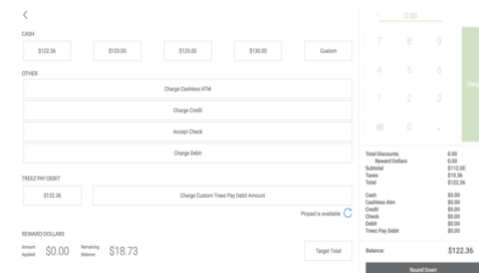 0.00
CASH
$122.36
$123.00
$125.00
$130.00
Custom
OTHER
Charge Cashless ATM
Charge Credit
Accept Check
Charge Debit
TREEZ PAY DEBIT
$122.36
Charge Custom Treez Pay Debit Amount
Pinpad is available
REWARD DOLLARS
Amount Applied: $0.00
Remaining Balance: $18.73
Target Total
7 8 9
4 5 6
1 2 3
0 .
Total Discounts 0.00
Reward Dollars 0.00
Subtotal $112.00
Taxes $10.36
Total $122.36
Cash $0.00
Cashless Atm $0.00
Credit $0.00
Check $0.00
Debit $0.00
Treez Pay Debit $0.00
Balance: $122.36
Round Down